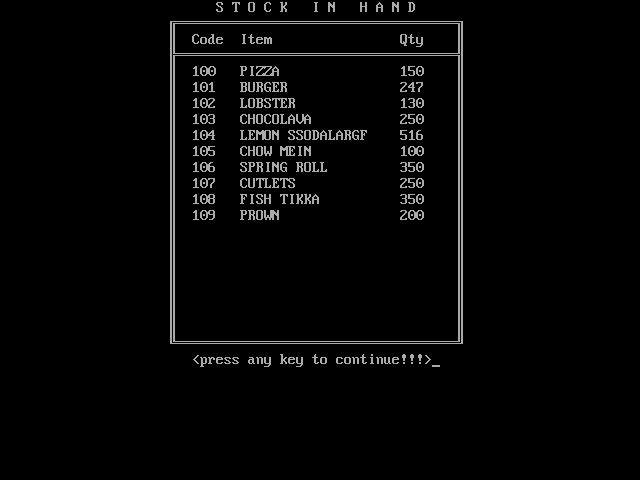 S T O C K   I N   H A N D
Code Item Qty
100 PIZZA 150
101 BURGER 247
102 LOBSTER 130
103 CHOCOLAVA 250
104 LEMON SSODALARGF 516
105 CHOW MEIN 100
106 SPRING ROLL 350
107 CUTLETS 250
108 FISH TIKKA 350
109 PROWN 200
<press any key to continue!!!>_